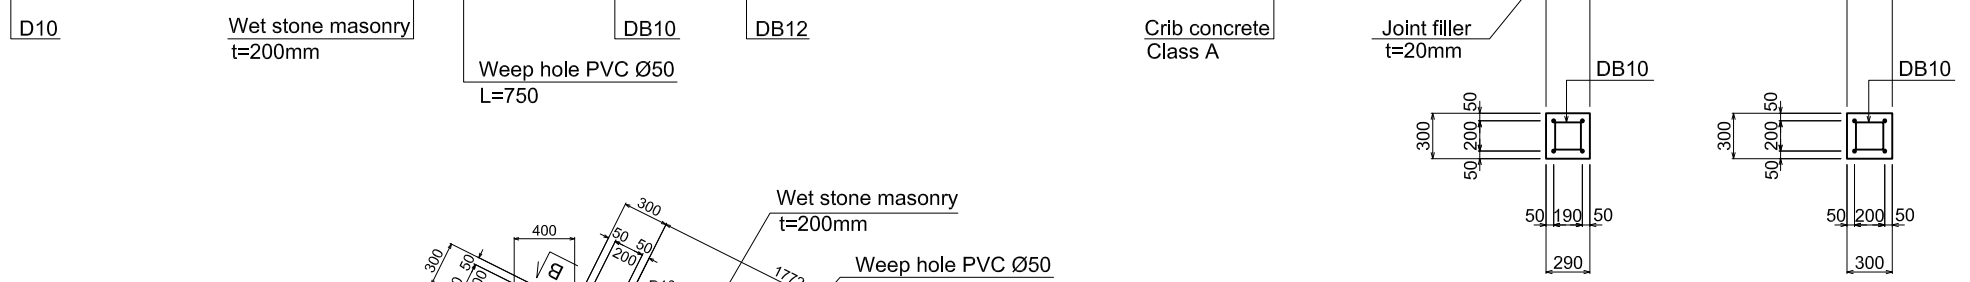 D10
Wet stone masonry
t=200mm
Weep hole PVC Ø50
L=750
DB10
DB12
Crib concrete
Class A
Joint filler
t=20mm
DB10
50
200
50
300
50 190 50
290
DB10
50
200
50
300
50 200 50
300
Wet stone masonry
t=200mm
Weep hole PVC Ø50
300
50 50
200
400
300
50
B